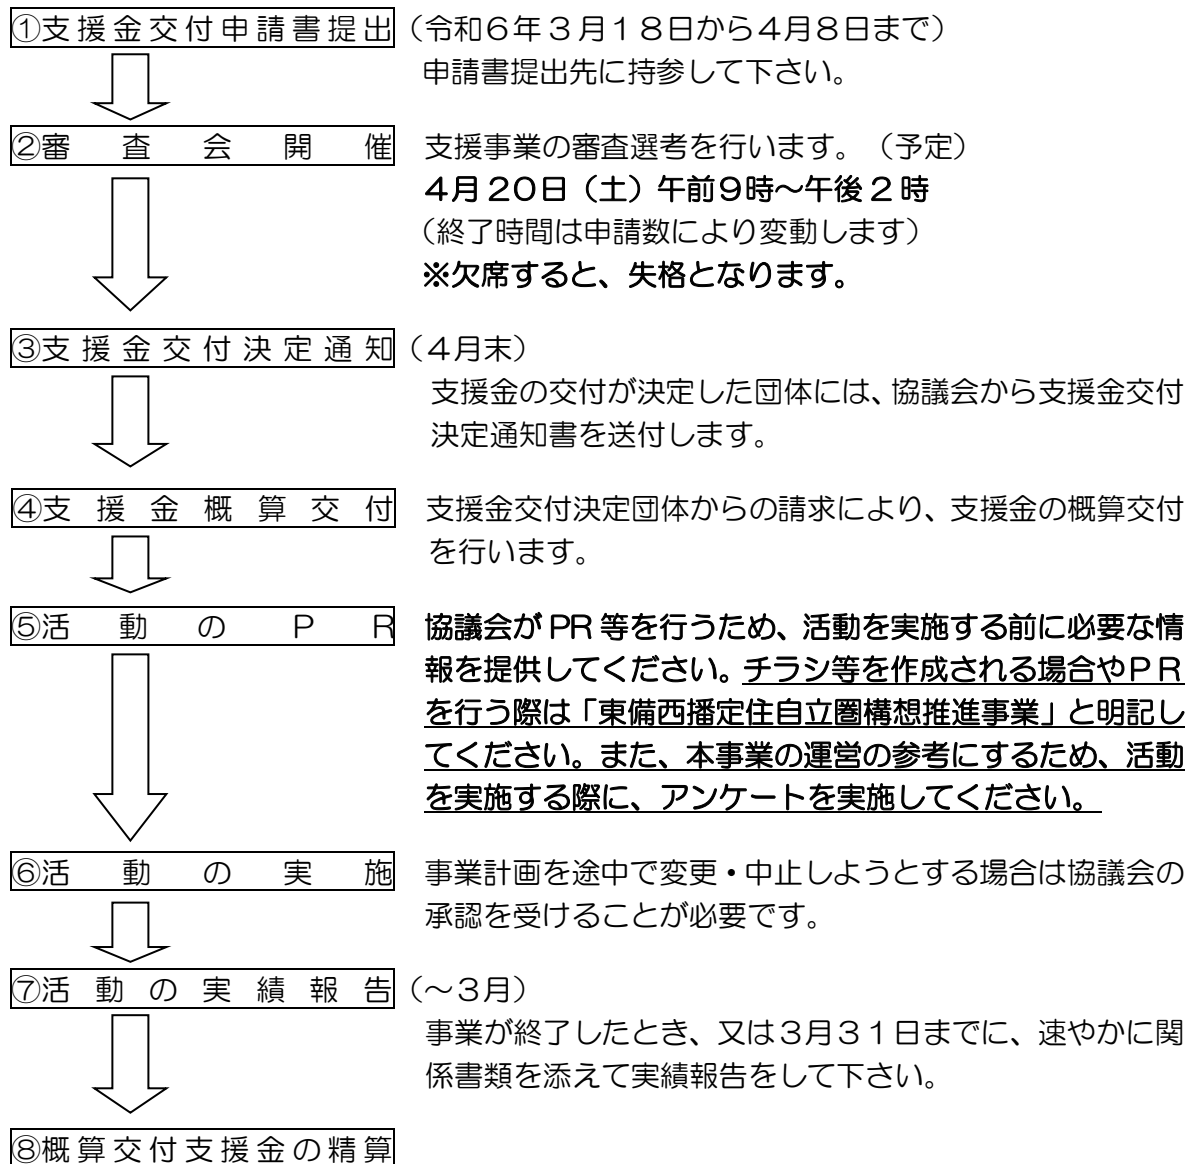 ①支援金交付申請書提出（令和６年３月１８日から４月８日まで）
申請書提出先に持参して下さい。
②審査会開催　支援事業の審査選考を行います。（予定）
４月２０日（土）午前９時～午後２時
（終了時間は申請数により変動します）
※欠席すると、失格となります。
③支援金交付決定通知（４月末）
支援金の交付が決定した団体には、協議会から支援金交付
決定通知書を送付します。
④支援金概算交付　支援金交付決定団体からの請求により、支援金の概算交付
を行います。
⑤活動のＰＲ　協議会が PR 等を行うため、活動を実施する前に必要な情
報を提供してください。チラシ等を作成される場合やＰＲ
を行う際は「東備西播定住自立圏構想推進事業」と明記し
てください。また、本事業の運営の参考にするため、活動
を実施する際に、アンケートを実施してください。
⑥活動の実施　事業計画を途中で変更・中止しようとする場合は協議会の
承認を受けることが必要です。
⑦活動の実績報告（～３月）
事業が終了したとき、又は３月３１日までに、速やかに関
係書類を添えて実績報告をして下さい。
⑧概算交付支援金の精算